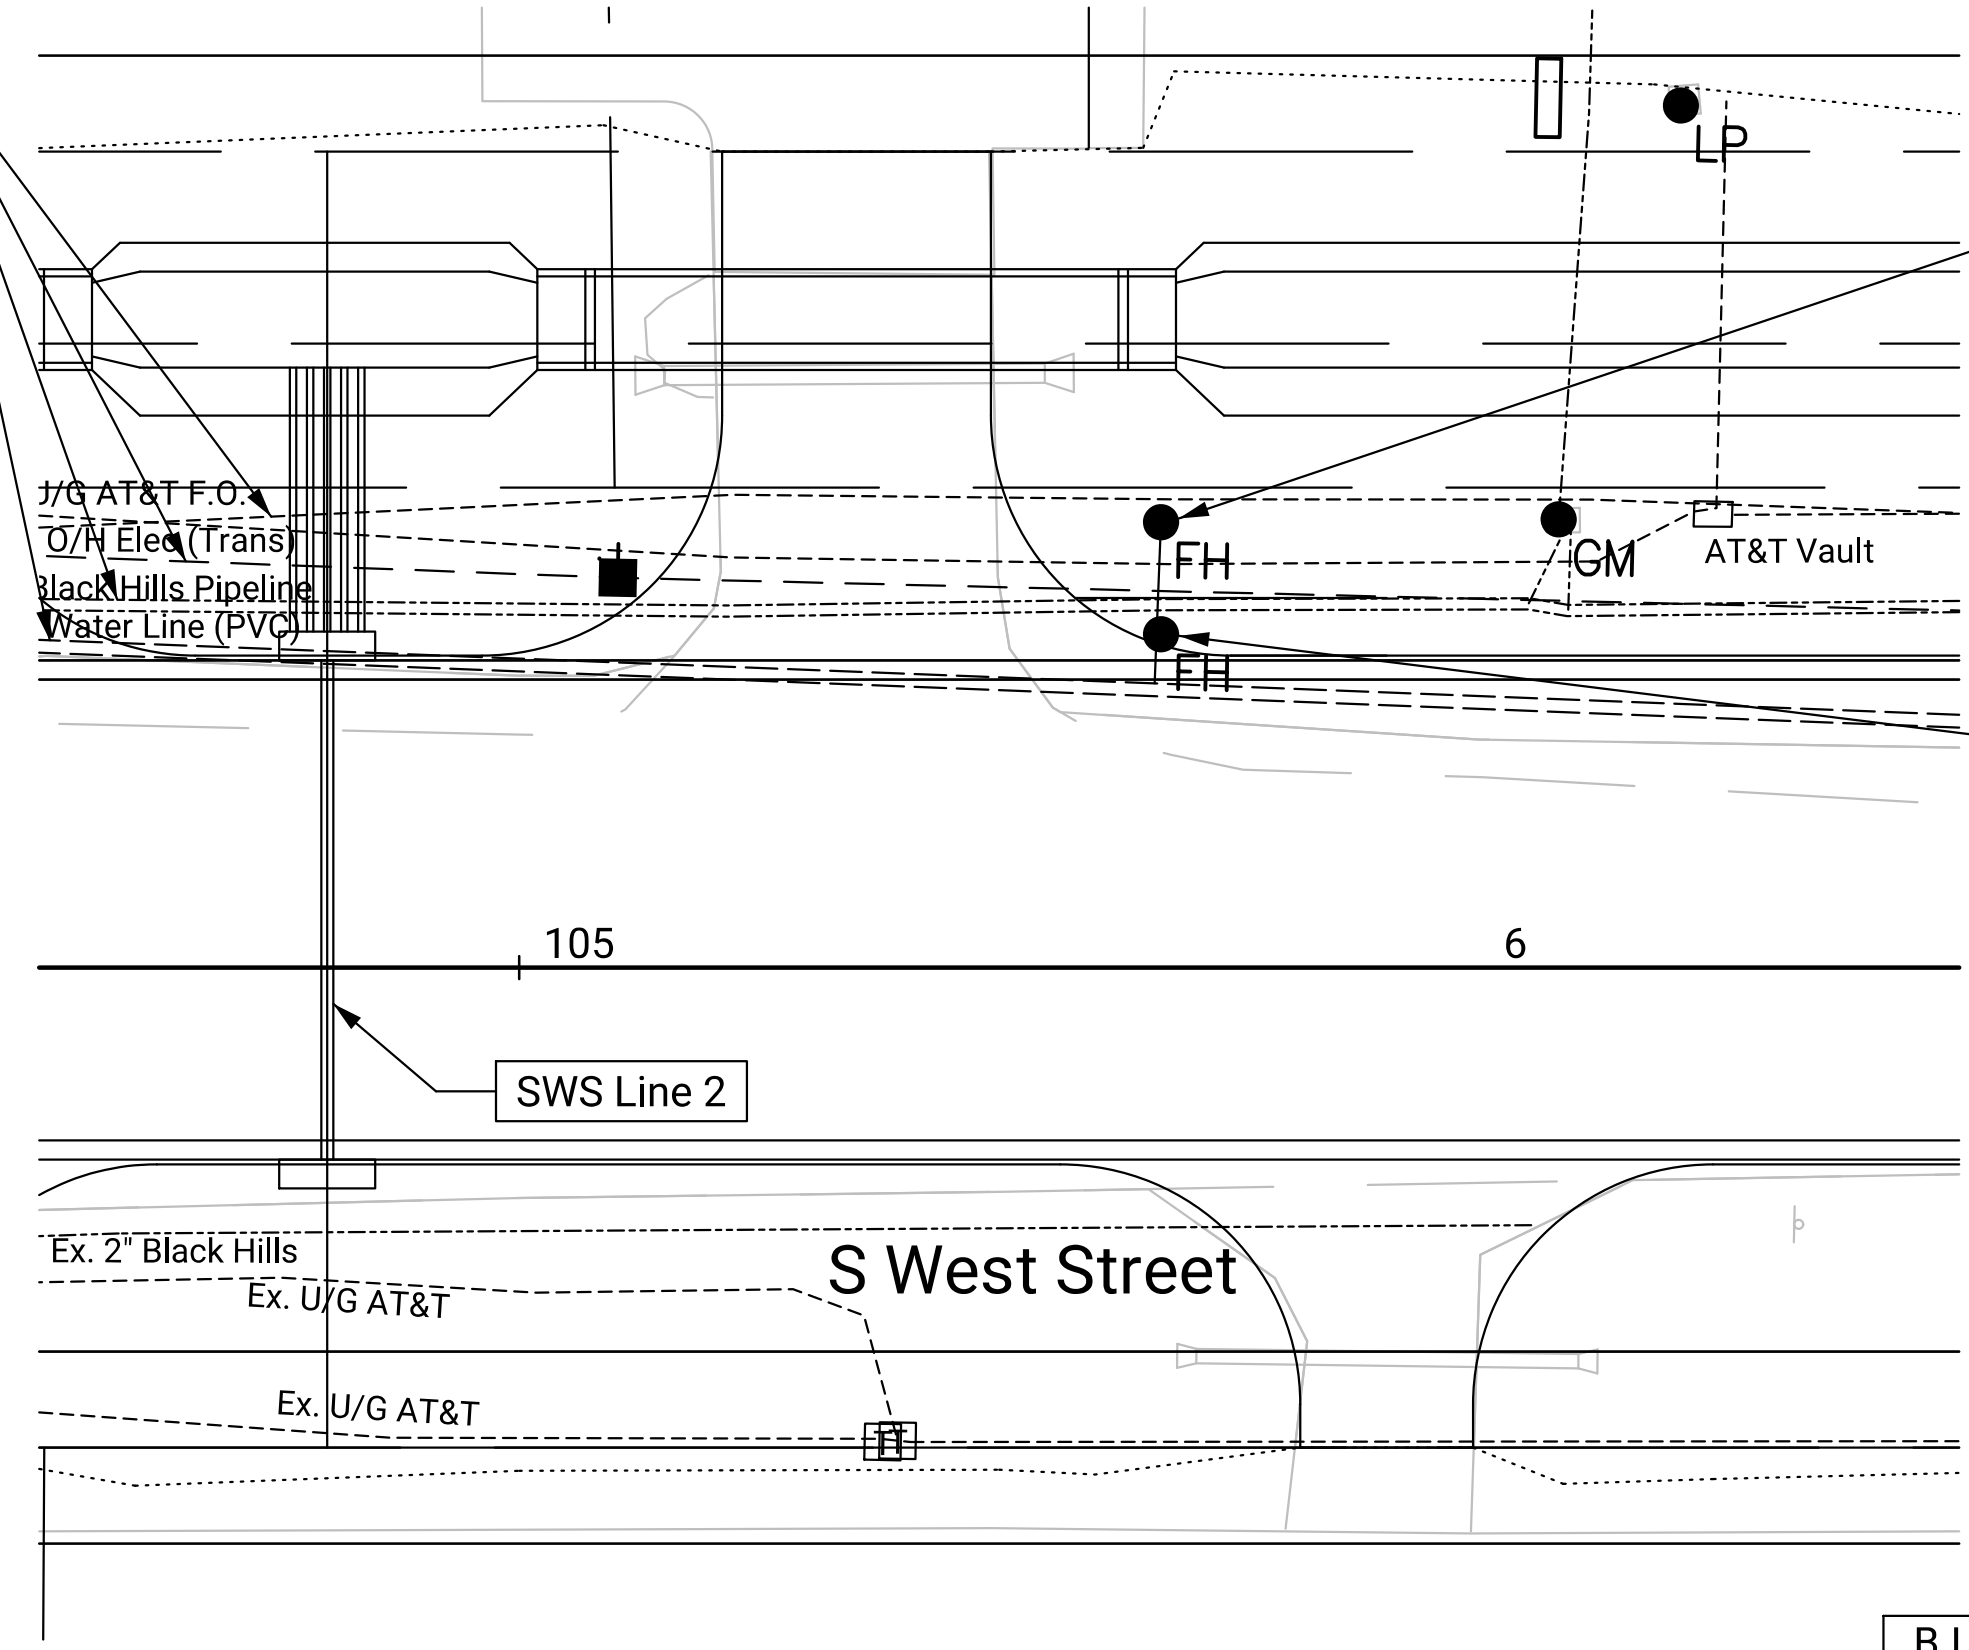 LP
U/G AT&T F.O.
O/H Elec (Trans)
FH
GM
AT&T Vault
Black Hills Pipeline
Water Line (PVC)
FH
105
6
SWS Line 2
Ex. 2" Black Hills
S West Street
Ex. U/G AT&T
Ex. U/G AT&T